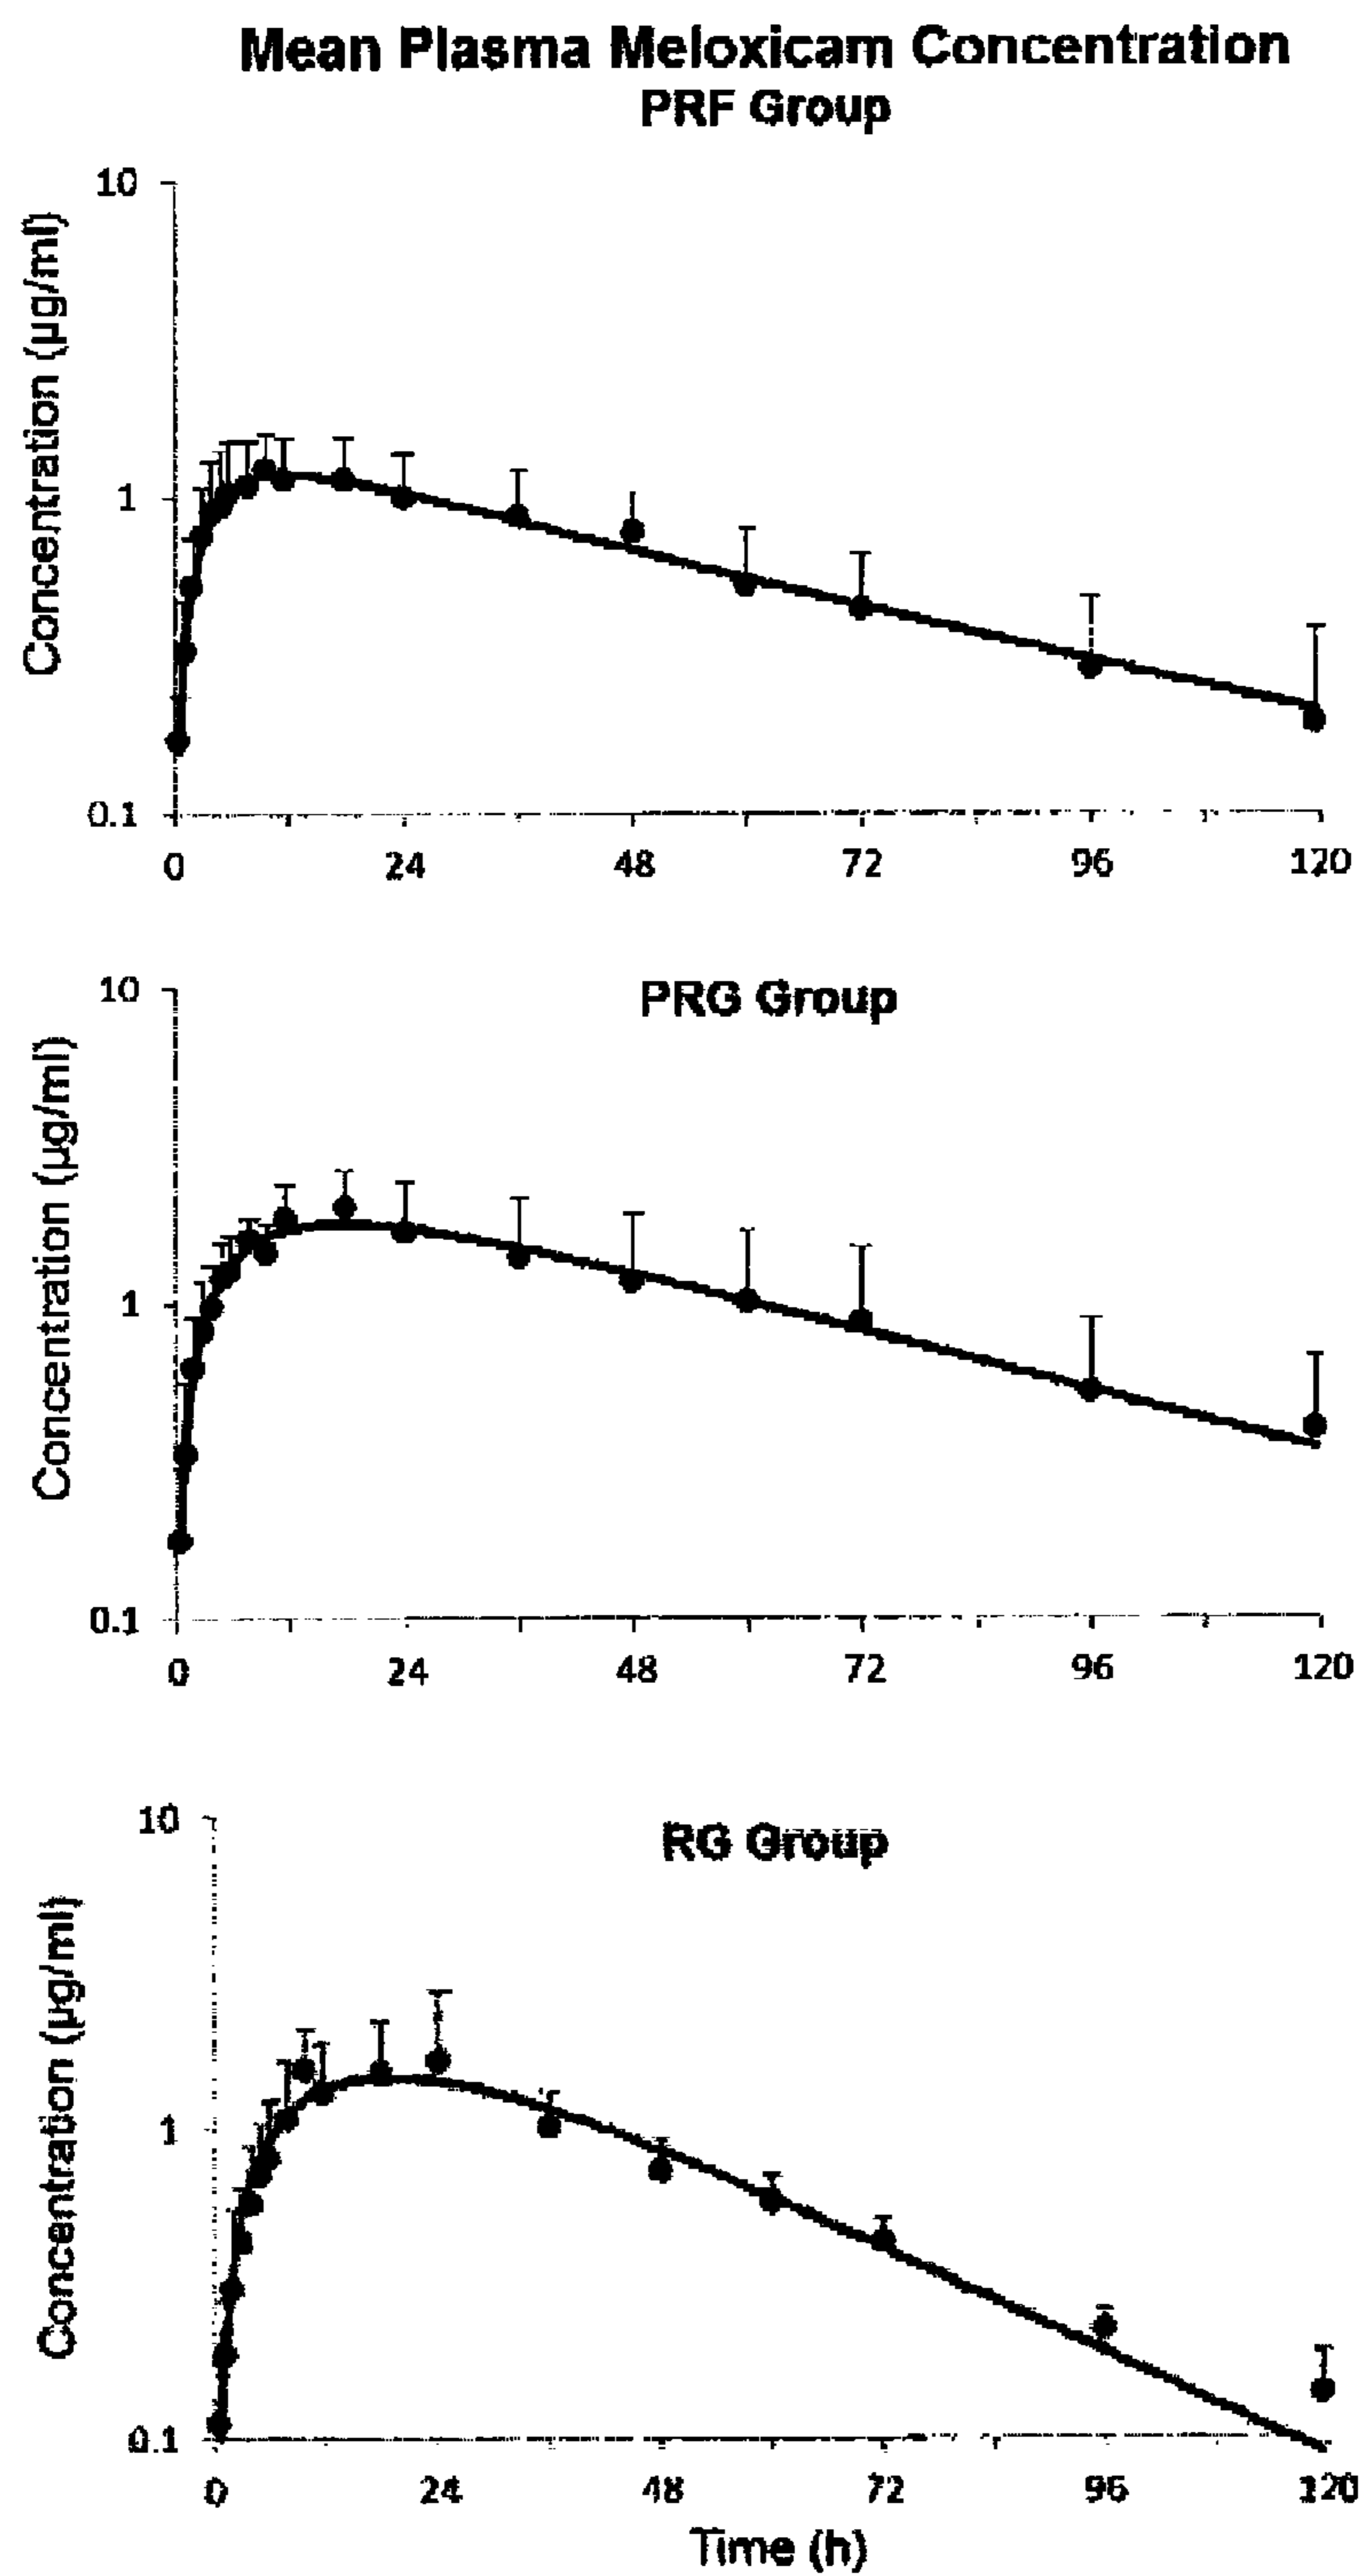 Mean Plasma Meloxicam Concentration
PRF Group
Concentration (µg/ml)
10
1
0.1
0 24 48 72 96 120
PRG Group
Concentration (µg/ml)
10
1
0.1
0 24 48 72 96 120
RG Group
Concentration (µg/ml)
10
1
0.1
0 24 48 72 96 120
Time (h)